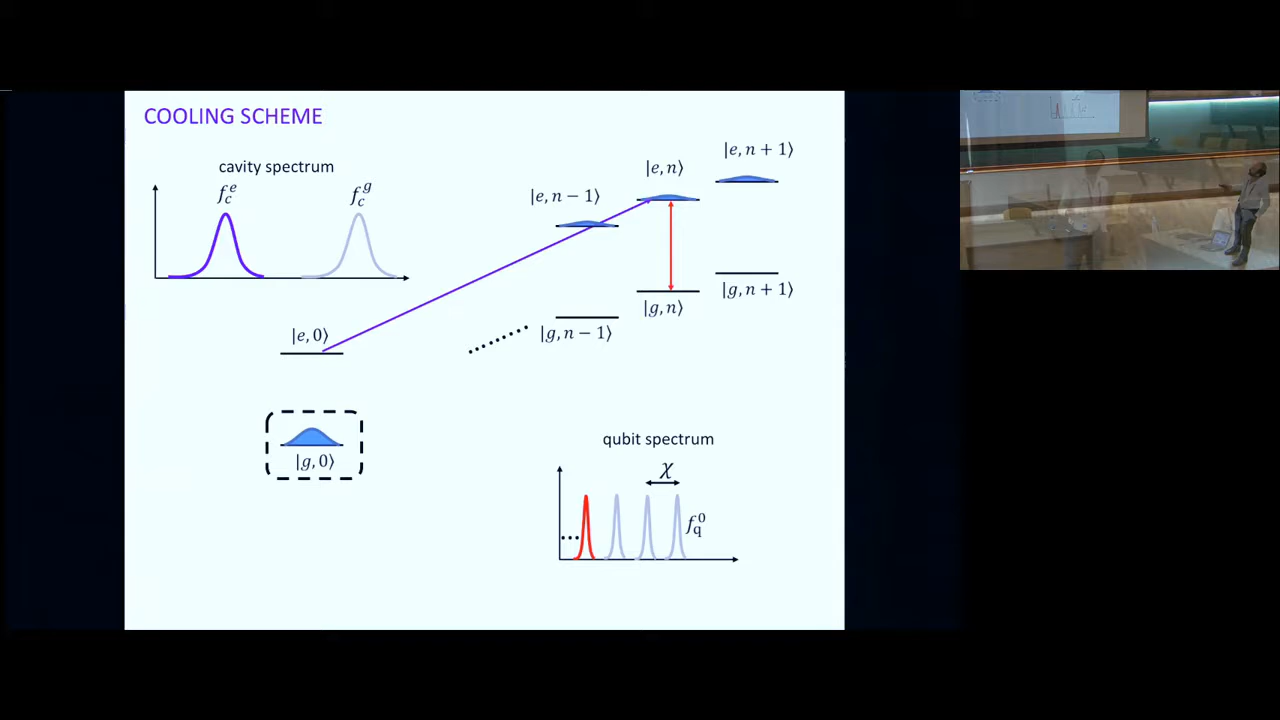 COOLING SCHEME
cavity spectrum
f_c^e
f_c^g
|e, n + 1⟩
|e, n⟩
|e, n − 1⟩
|g, n + 1⟩
|g, n⟩
|g, n − 1⟩
|e, 0⟩
|g, 0⟩
qubit spectrum
χ
f_q^0